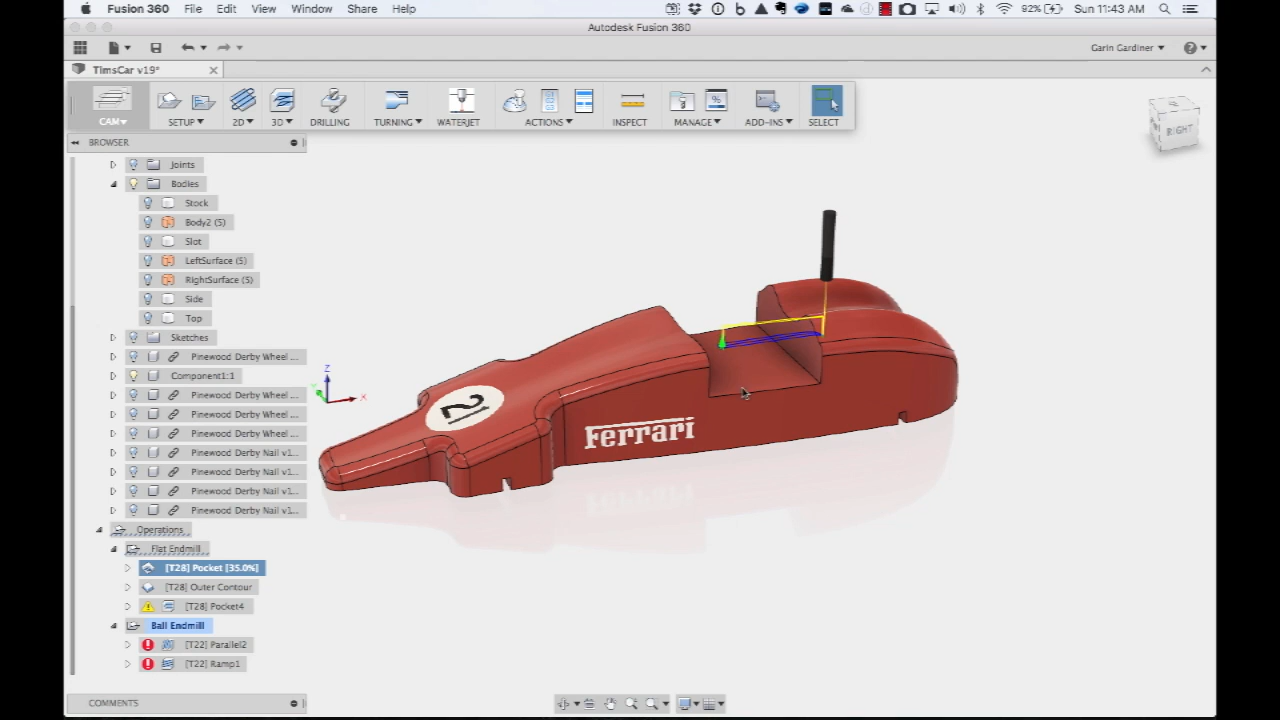 Fusion 360 File Edit View Window Share Help 92% Sun 11:43 AM
Autodesk Fusion 360
Garin Gardiner
TimsCar v19*
CAM SETUP 2D 3D DRILLING TURNING WATERJET ACTIONS INSPECT MANAGE ADD-INS SELECT
RIGHT
BROWSER
Joints
Bodies
Stock
Body2 (5)
Slot
LeftSurface (5)
RightSurface (5)
Side
Top
Sketches
Pinewood Derby Wheel ...
Component1:1
Pinewood Derby Wheel ...
Pinewood Derby Wheel ...
Pinewood Derby Wheel ...
Pinewood Derby Nail v1...
Pinewood Derby Nail v1...
Pinewood Derby Nail v1...
Pinewood Derby Nail v1...
Operations
Flat Endmill
[T28] Pocket [35.0%]
[T28] Outer Contour
[T28] Pocket4
Ball Endmill
[T22] Parallel2
[T22] Ramp1
Z
X
Y
21
Ferrari
COMMENTS